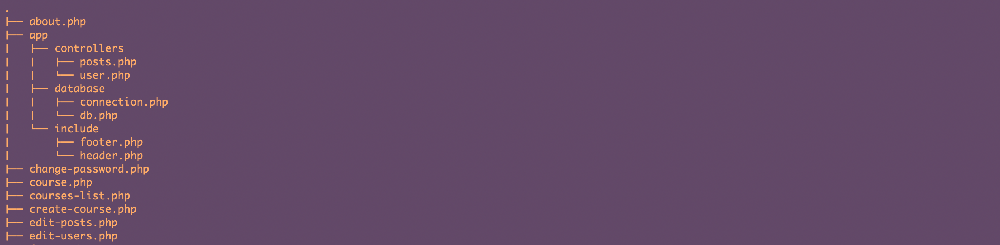 .
├── about.php
├── app
│   ├── controllers
│   │   ├── posts.php
│   │   └── user.php
│   ├── database
│   │   ├── connection.php
│   │   └── db.php
│   └── include
│       ├── footer.php
│       └── header.php
├── change-password.php
├── course.php
├── courses-list.php
├── create-course.php
├── edit-posts.php
├── edit-users.php